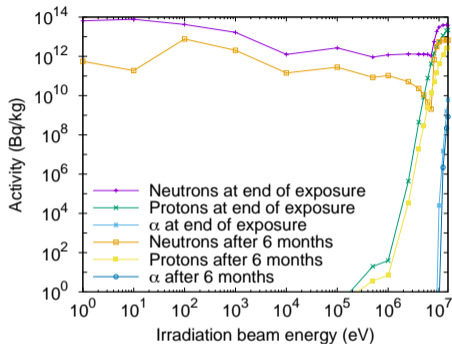 10^14
10^12
10^10
10^8
10^6
10^4
10^2
10^0
Activity (Bq/kg)
Neutrons at end of exposure
Protons at end of exposure
α at end of exposure
Neutrons after 6 months
Protons after 6 months
α after 6 months
10^0 10^1 10^2 10^3 10^4 10^5 10^6 10^7
Irradiation beam energy (eV)